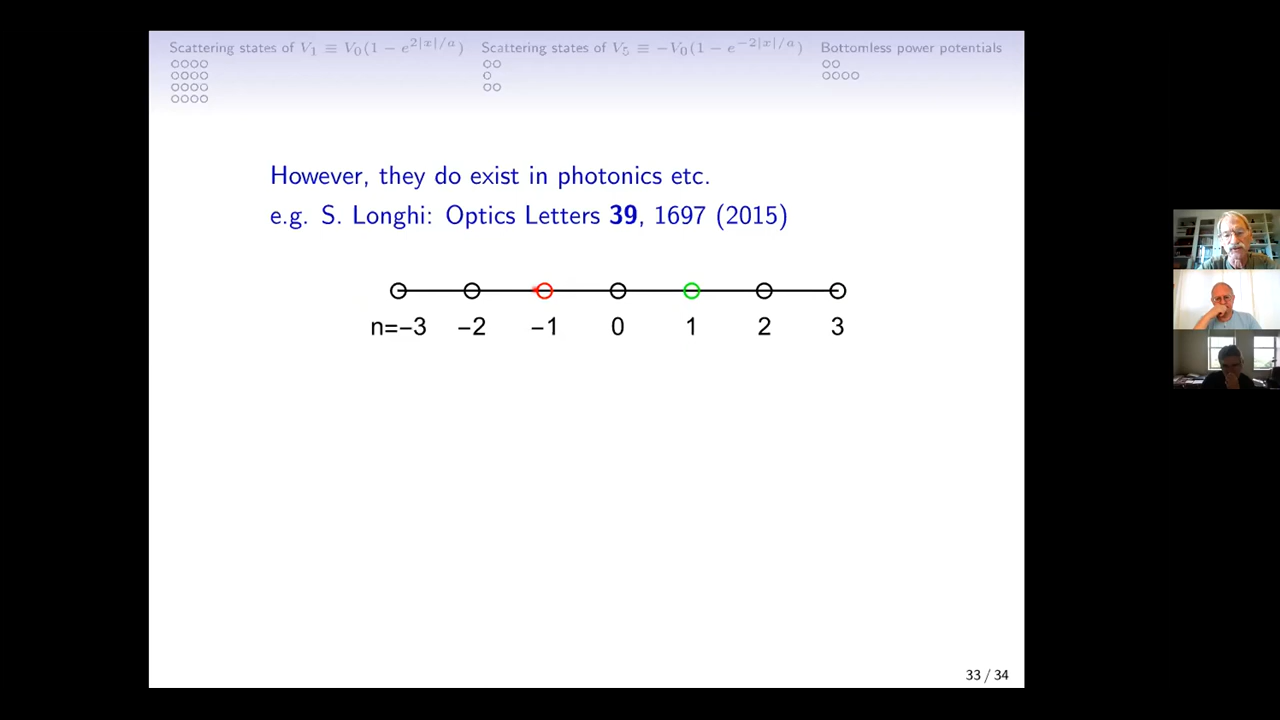 Scattering states of V₁ ≡ V₀(1 − e^{2|x|/a}) Scattering states of V₅ ≡ −V₀(1 − e^{−2|x|/a}) Bottomless power potentials
However, they do exist in photonics etc.
e.g. S. Longhi: Optics Letters 39, 1697 (2015)
n=−3 −2 −1 0 1 2 3
33 / 34